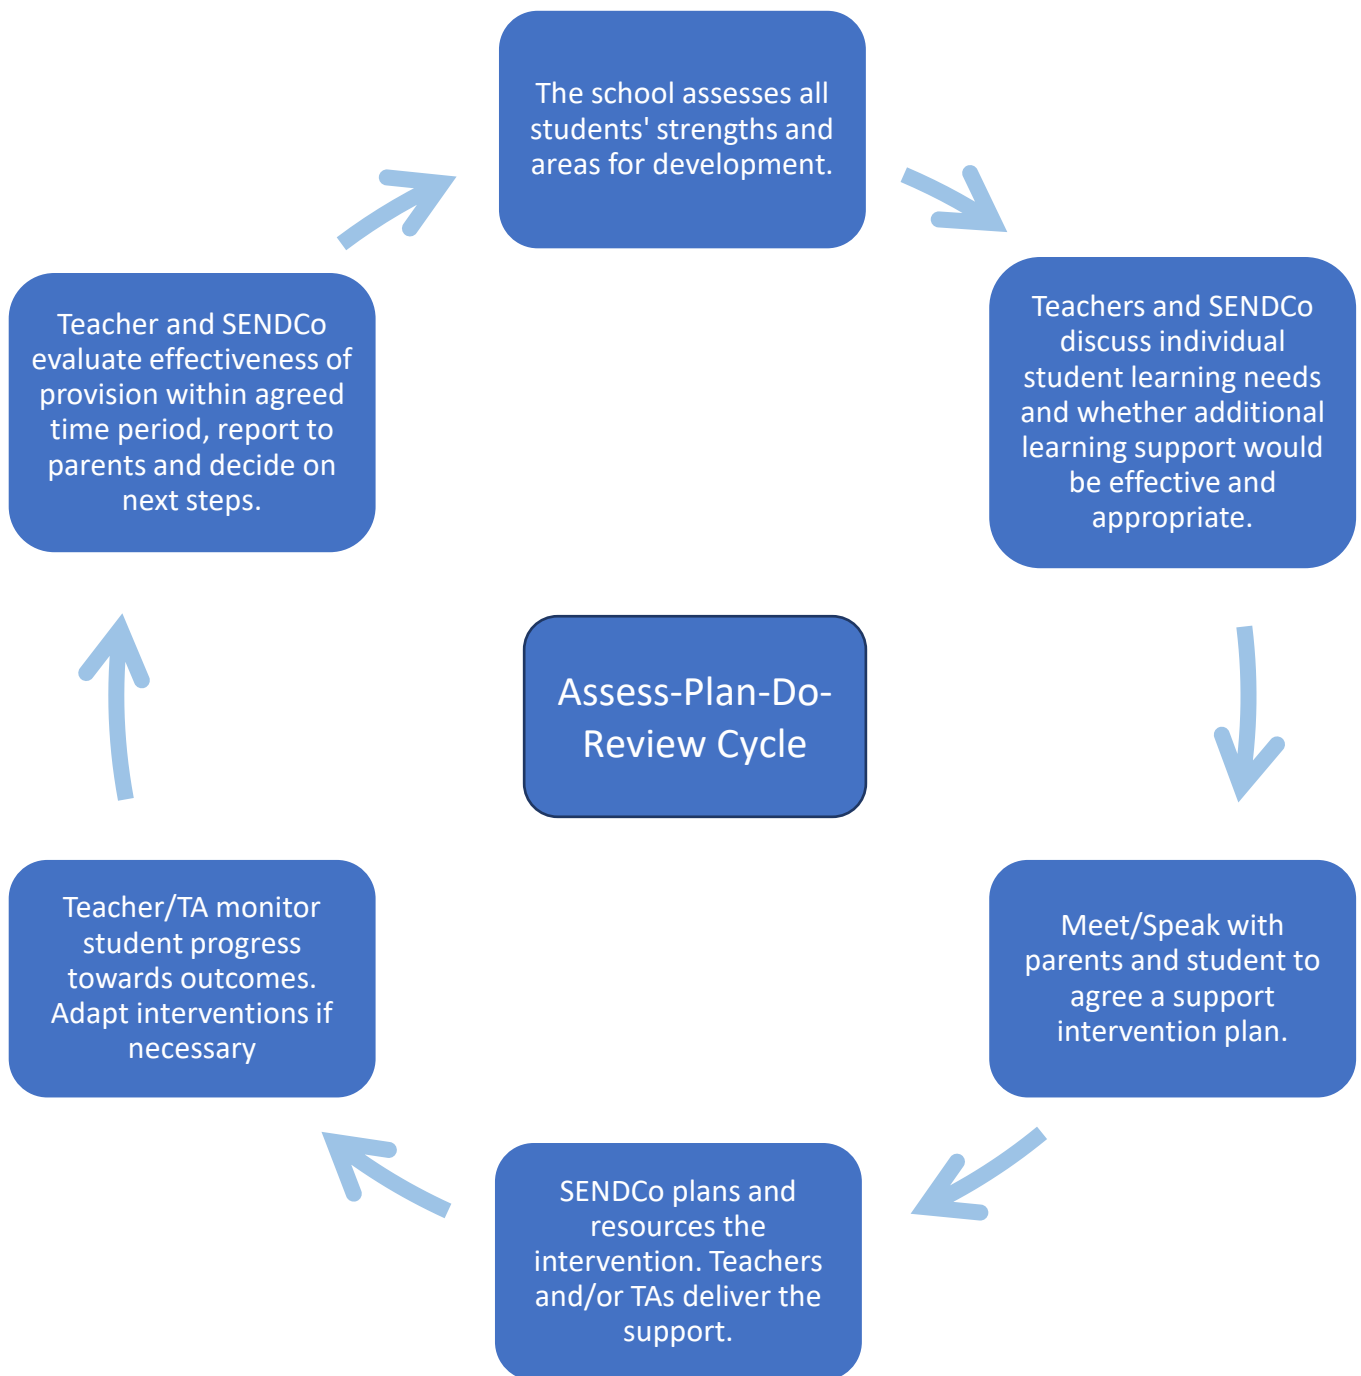 The school assesses all
students' strengths and
areas for development.
Teachers and SENDCo
discuss individual
student learning needs
and whether additional
learning support would
be effective and
appropriate.
Meet/Speak with
parents and student to
agree a support
intervention plan.
SENDCo plans and
resources the
intervention. Teachers
and/or TAs deliver the
support.
Teacher/TA monitor
student progress
towards outcomes.
Adapt interventions if
necessary
Teacher and SENDCo
evaluate effectiveness of
provision within agreed
time period, report to
parents and decide on
next steps.
Assess-Plan-Do-
Review Cycle